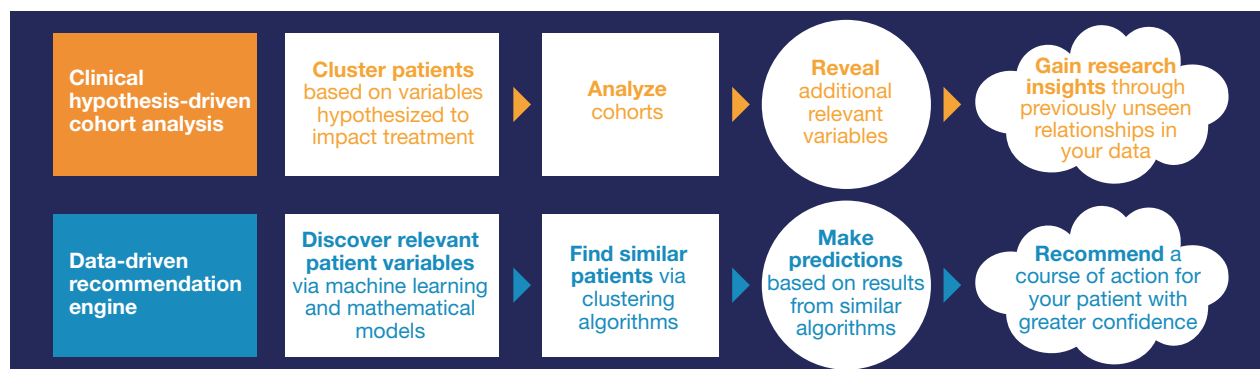 Clinical
hypothesis-driven
cohort analysis
Cluster patients
based on variables
hypothesized to
impact treatment
Analyze
cohorts
Reveal
additional
relevant
variables
Gain research
insights through
previously unseen
relationships in
your data
Data-driven
recommendation
engine
Discover relevant
patient variables
via machine learning
and mathematical
models
Find similar
patients via
clustering
algorithms
Make
predictions
based on results
from similar
algorithms
Recommend a
course of action for
your patient with
greater confidence